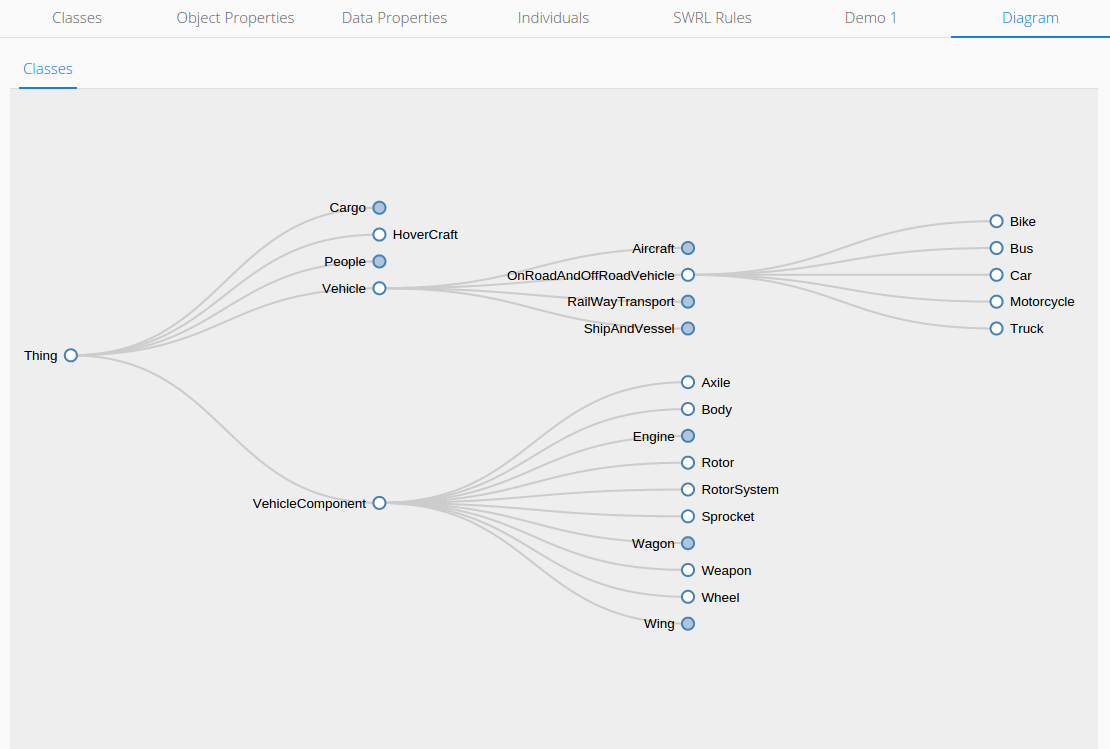 Classes Object Properties Data Properties Individuals SWRL Rules Demo 1 Diagram
Classes
Cargo
HoverCraft
People
Vehicle
Thing
VehicleComponent
Aircraft
OnRoadAndOffRoadVehicle
RailWayTransport
ShipAndVessel
Bike
Bus
Car
Motorcycle
Truck
Axile
Body
Engine
Rotor
RotorSystem
Sprocket
Wagon
Weapon
Wheel
Wing